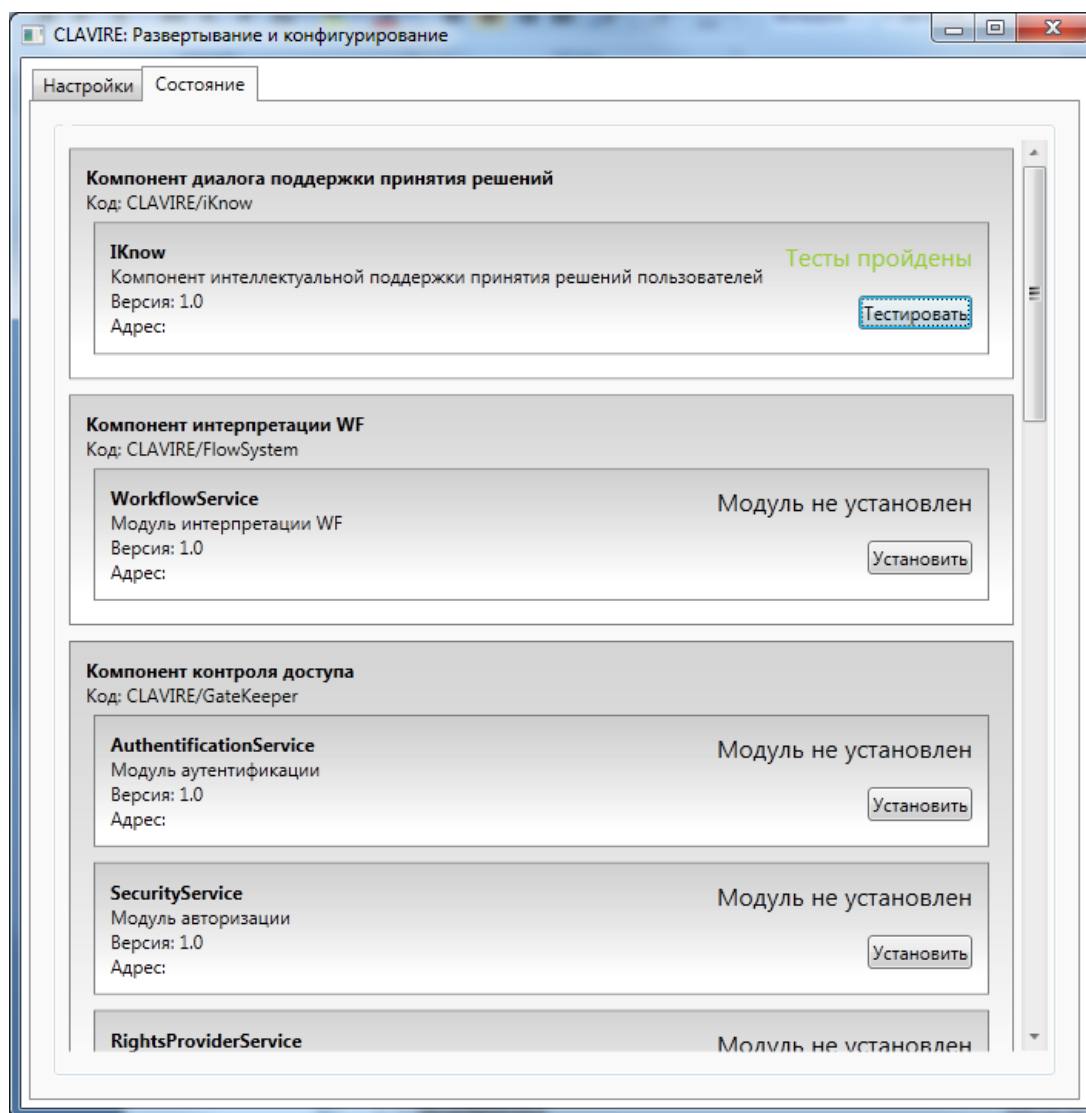 CLAVIRE: Развертывание и конфигурирование
Настройки Состояние
Компонент диалога поддержки принятия решений
Код: CLAVIRE/iKnow
IKnow
Тесты пройдены
Компонент интеллектуальной поддержки принятия решений пользователей
Версия: 1.0
Тестировать
Адрес:
Компонент интерпретации WF
Код: CLAVIRE/FlowSystem
WorkflowService
Модуль не установлен
Модуль интерпретации WF
Версия: 1.0
Установить
Адрес:
Компонент контроля доступа
Код: CLAVIRE/GateKeeper
AuthentificationService
Модуль не установлен
Модуль аутентификации
Версия: 1.0
Установить
Адрес:
SecurityService
Модуль не установлен
Модуль авторизации
Версия: 1.0
Установить
Адрес:
RightsProviderService
Модуль не установлен